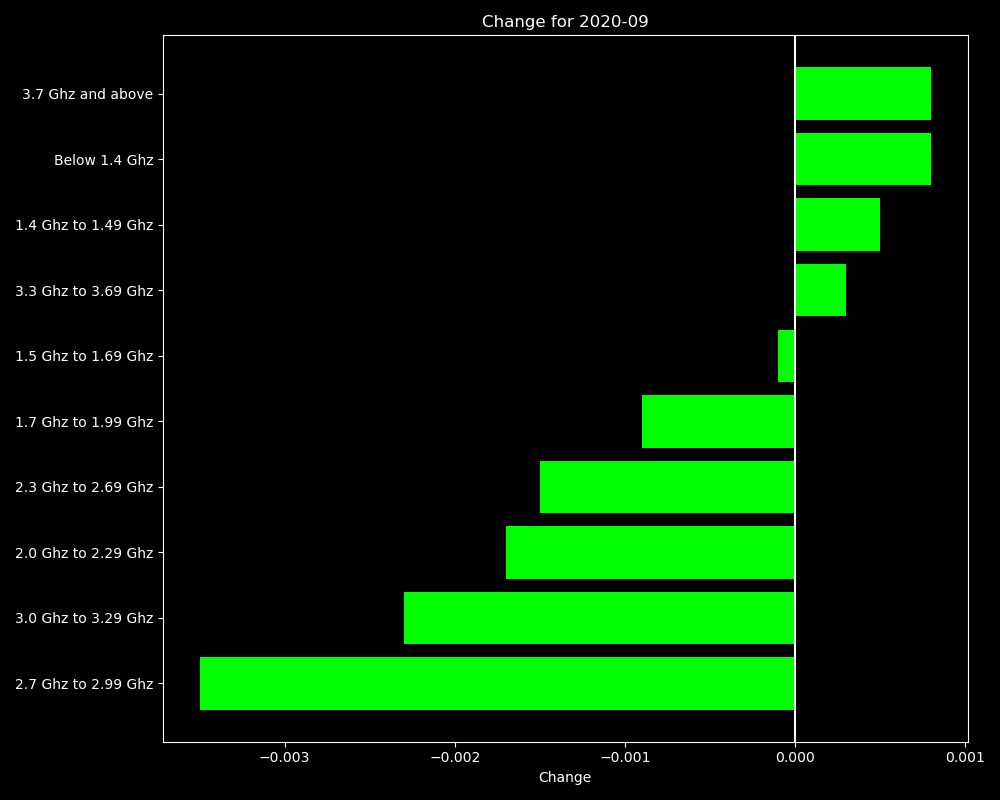 Change for 2020-09
3.7 Ghz and above
Below 1.4 Ghz
1.4 Ghz to 1.49 Ghz
3.3 Ghz to 3.69 Ghz
1.5 Ghz to 1.69 Ghz
1.7 Ghz to 1.99 Ghz
2.3 Ghz to 2.69 Ghz
2.0 Ghz to 2.29 Ghz
3.0 Ghz to 3.29 Ghz
2.7 Ghz to 2.99 Ghz
−0.003 −0.002 −0.001 0.000 0.001
Change